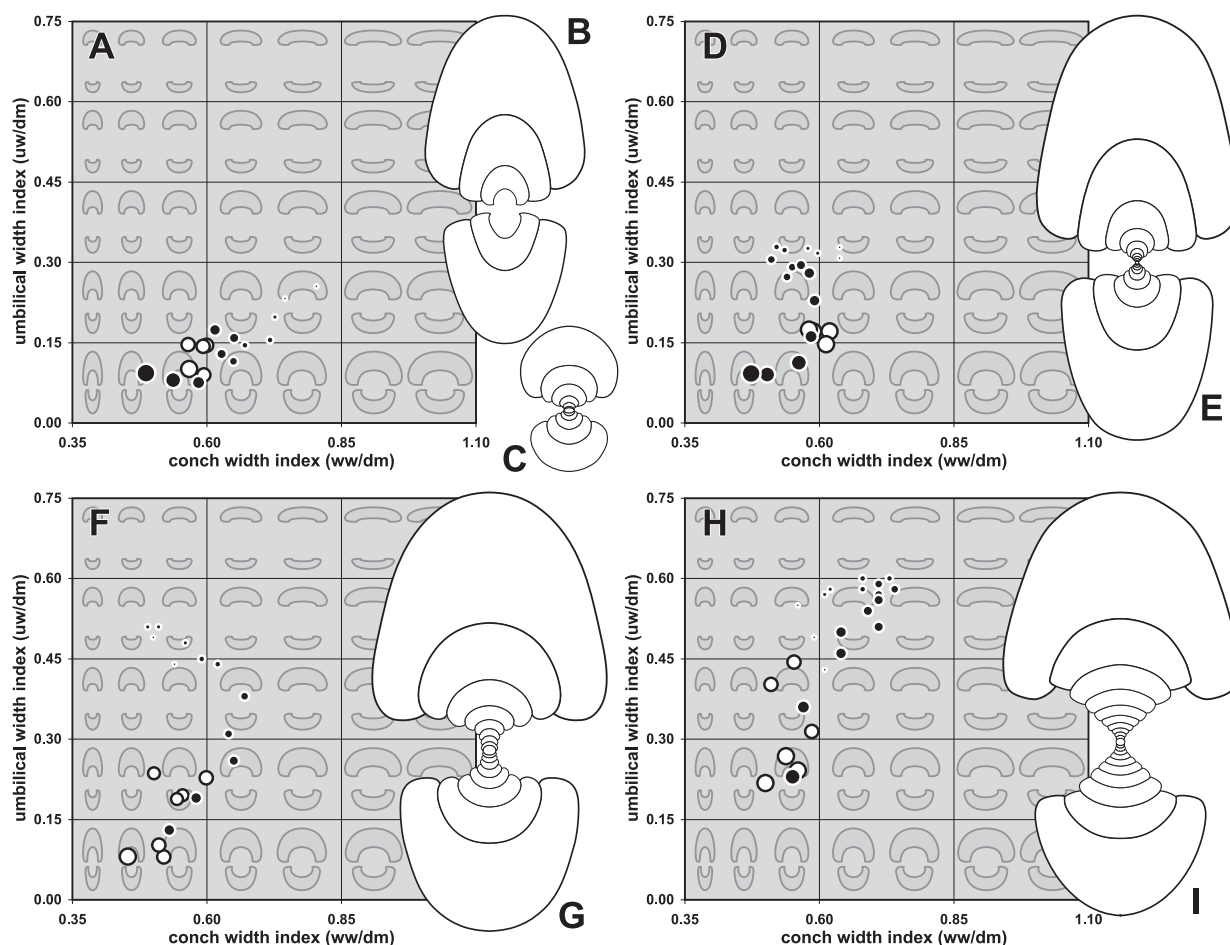 A
B
0.75
0.60
0.45
0.30
0.15
0.00
umbilical width index (uw/dm)
0.35
0.60
0.85
1.10
conch width index (ww/dm)
C
D
0.75
0.60
0.45
0.30
0.15
0.00
umbilical width index (uw/dm)
0.35
0.60
0.85
1.10
conch width index (ww/dm)
E
F
0.75
0.60
0.45
0.30
0.15
0.00
umbilical width index (uw/dm)
0.35
0.60
0.85
conch width index (ww/dm)
G
H
0.75
0.60
0.45
0.30
0.15
0.00
umbilical width index (uw/dm)
0.35
0.60
0.85
1.10
conch width index (ww/dm)
I